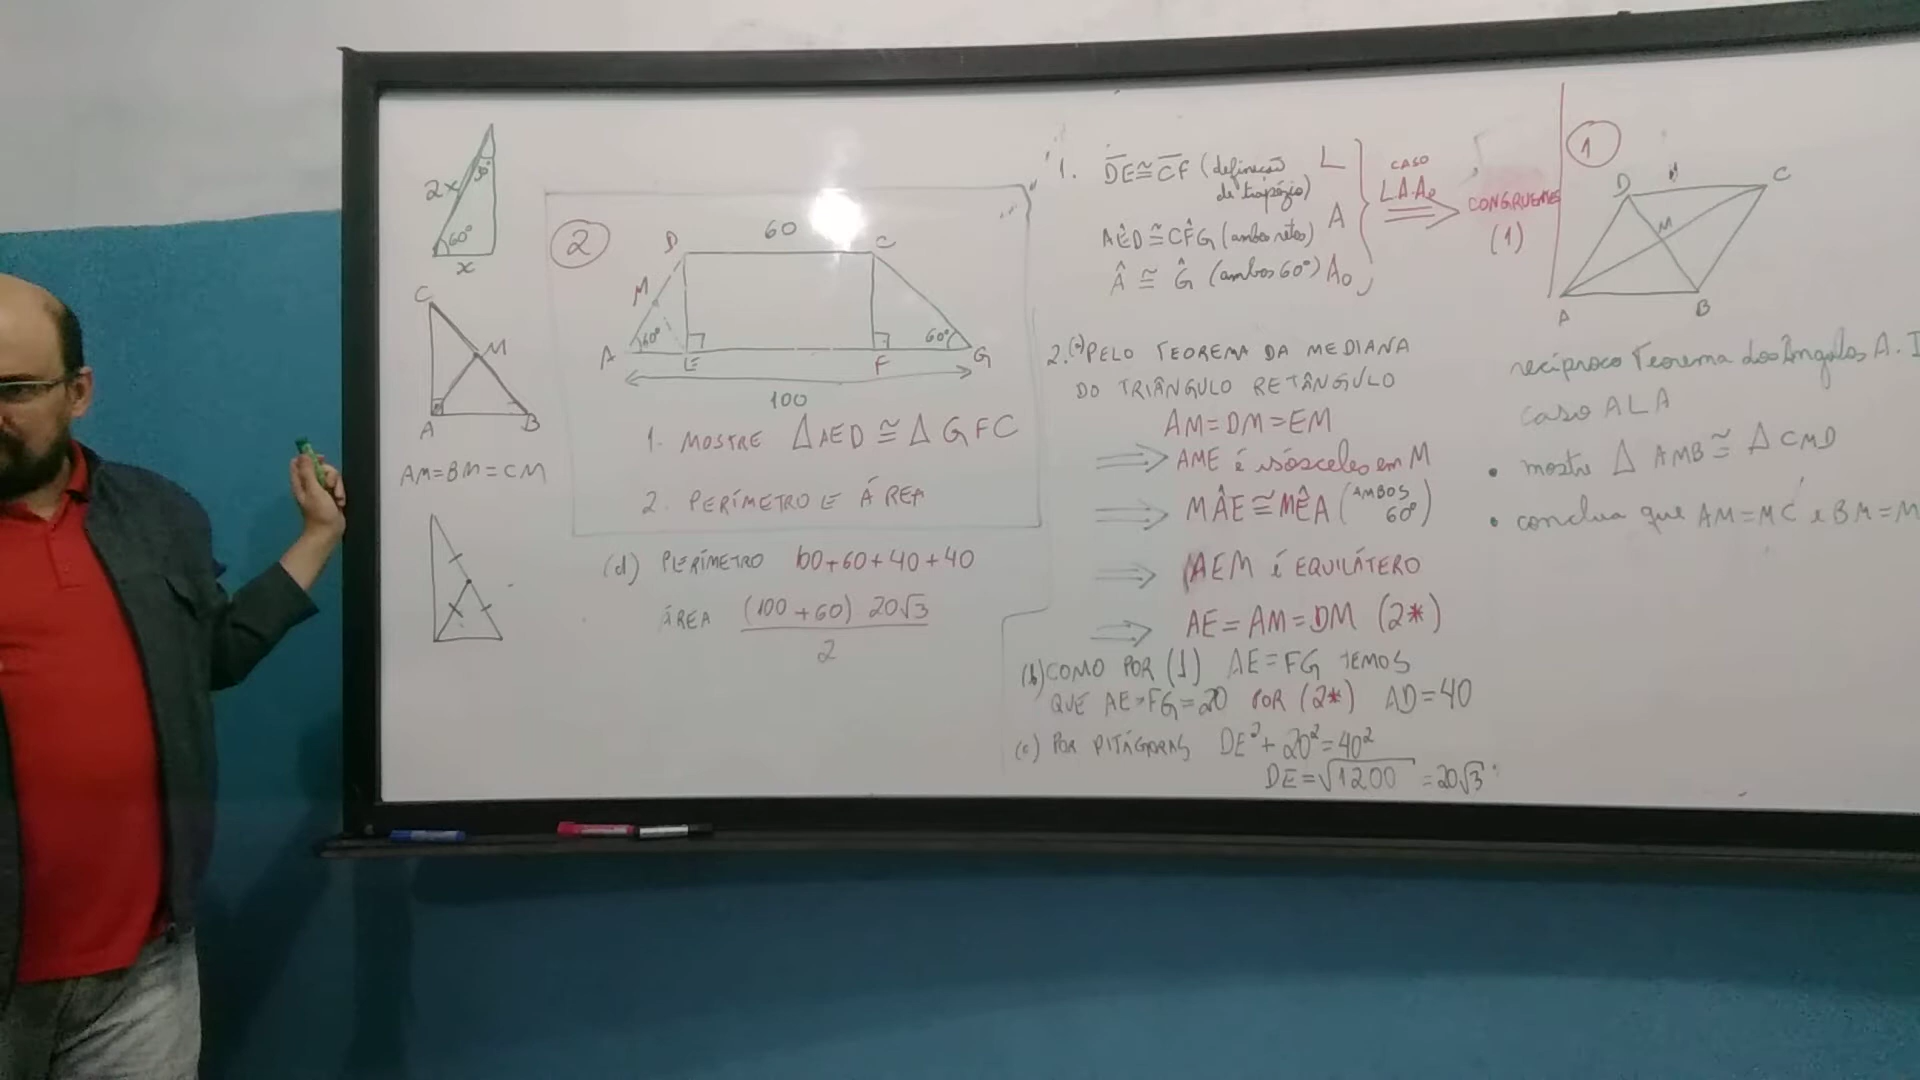 2x
30°
60°
x
C
M
A
B
AM=BM=CM
2
D
60
C
M
A
60°
E
F
60°
G
100
1. MOSTRE △AED ≅ △GFC
2. PERÍMETRO E ÁREA
(d) PERÍMETRO 100+60+40+40
ÁREA (100+60) 20√3
2
1. DE ≅ CF (definição
de trapézio) L
AÊD ≅ CF̂G (ambos retos) A
Â ≅ Ĝ (ambos 60°) Ao
CASO
LAAo
⟹
CONGRUENTES
(1)
2.(a) PELO TEOREMA DA MEDIANA
DO TRIÂNGULO RETÂNGULO
AM=DM=EM
⟹ AME é isósceles em M
⟹ MÂE ≅ MÊA (AMBOS
60°)
⟹ AEM É EQUILÁTERO
⟹ AE=AM=DM (2*)
(b) COMO POR (1) AE=FG TEMOS
QUE AE=FG=20 POR (2*) AD=40
(c) POR PITÁGORAS DE²+20²=40²
DE=√1200 =20√3
1
D
C
M
A
B
recíproco Teorema dos Ângulos A. I
caso ALA
• mostre △ AMB ≅ △ CMD
• conclua que AM=MC e BM=M